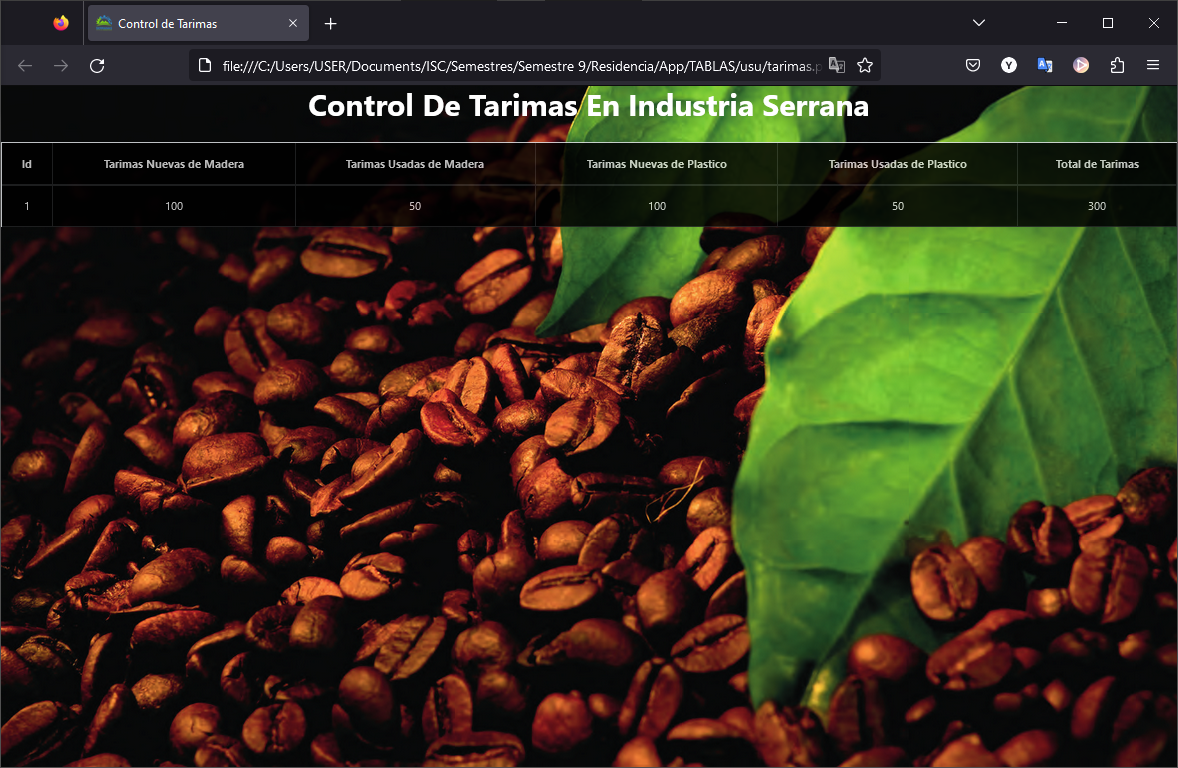 Control de Tarimas
file:///C:/Users/USER/Documents/ISC/Semestres/Semestre 9/Residencia/App/TABLAS/usu/tarimas.p
Y
Control De Tarimas En Industria Serrana
Id Tarimas Nuevas de Madera Tarimas Usadas de Madera Tarimas Nuevas de Plastico Tarimas Usadas de Plastico Total de Tarimas
1 100 50 100 50 300